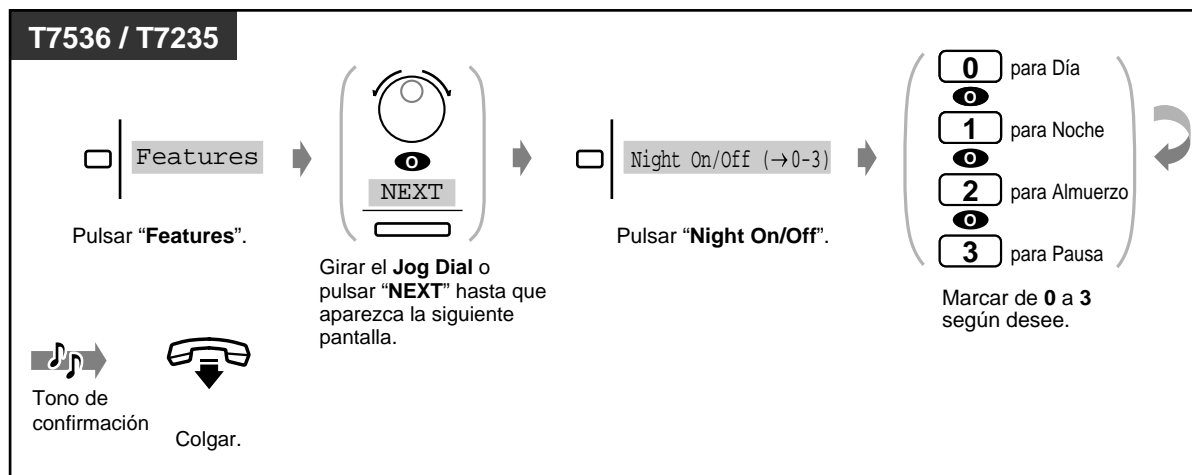 T7536 / T7235
Features
Pulsar “Features”.
O
NEXT
Girar el Jog Dial o
pulsar “NEXT” hasta que
aparezca la siguiente
pantalla.
Night On/Off (→0-3)
Pulsar “Night On/Off”.
0 para Día
O
1 para Noche
O
2 para Almuerzo
O
3 para Pausa
Marcar de 0 a 3
según desee.
Tono de
confirmación
Colgar.